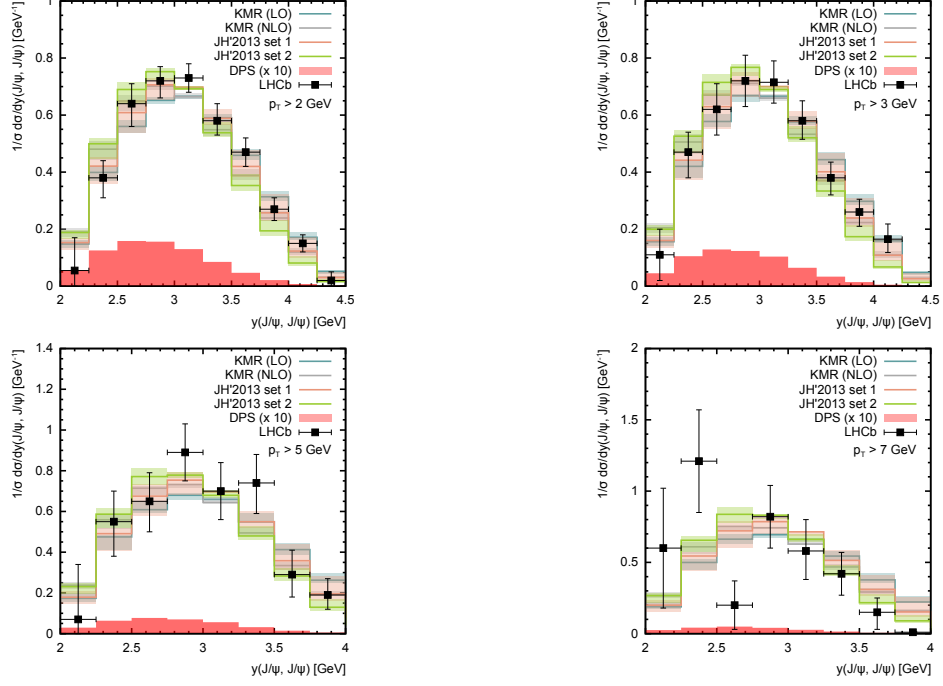 1
0.8
0.6
0.4
0.2
0
2 2.5 3 3.5 4 4.5
1/σ dσ/dy(J/ψ, J/ψ) [GeV⁻¹]
y(J/ψ, J/ψ) [GeV]
KMR (LO)
KMR (NLO)
JH'2013 set 1
JH'2013 set 2
DPS (x 10)
LHCb
p_T > 2 GeV
1
0.8
0.6
0.4
0.2
0
2 2.5 3 3.5 4 4.5
1/σ dσ/dy(J/ψ, J/ψ) [GeV⁻¹]
y(J/ψ, J/ψ) [GeV]
KMR (LO)
KMR (NLO)
JH'2013 set 1
JH'2013 set 2
DPS (x 10)
LHCb
p_T > 3 GeV
1.4
1.2
1
0.8
0.6
0.4
0.2
0
2 2.5 3 3.5 4
1/σ dσ/dy(J/ψ, J/ψ) [GeV⁻¹]
y(J/ψ, J/ψ) [GeV]
KMR (LO)
KMR (NLO)
JH'2013 set 1
JH'2013 set 2
DPS (x 10)
LHCb
p_T > 5 GeV
2
1.5
1
0.5
0
2 2.5 3 3.5 4
1/σ dσ/dy(J/ψ, J/ψ) [GeV⁻¹]
y(J/ψ, J/ψ) [GeV]
KMR (LO)
KMR (NLO)
JH'2013 set 1
JH'2013 set 2
DPS (x 10)
LHCb
p_T > 7 GeV